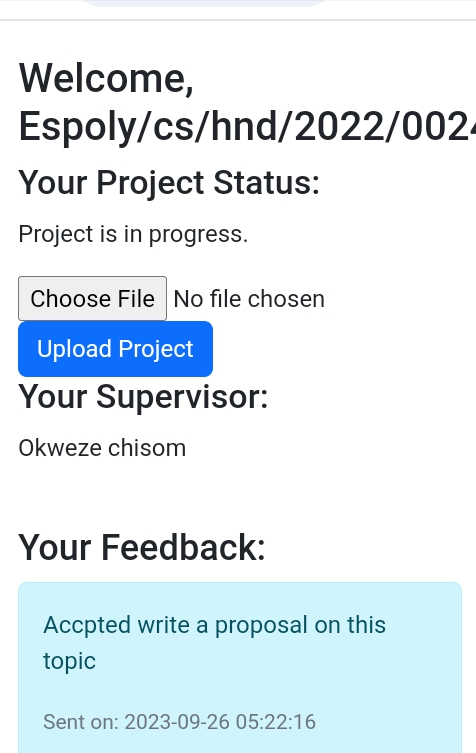 Welcome,
Espoly/cs/hnd/2022/0024
Your Project Status:
Project is in progress.
Choose File No file chosen
Upload Project
Your Supervisor:
Okweze chisom
Your Feedback:
Accpted write a proposal on this
topic
Sent on: 2023-09-26 05:22:16